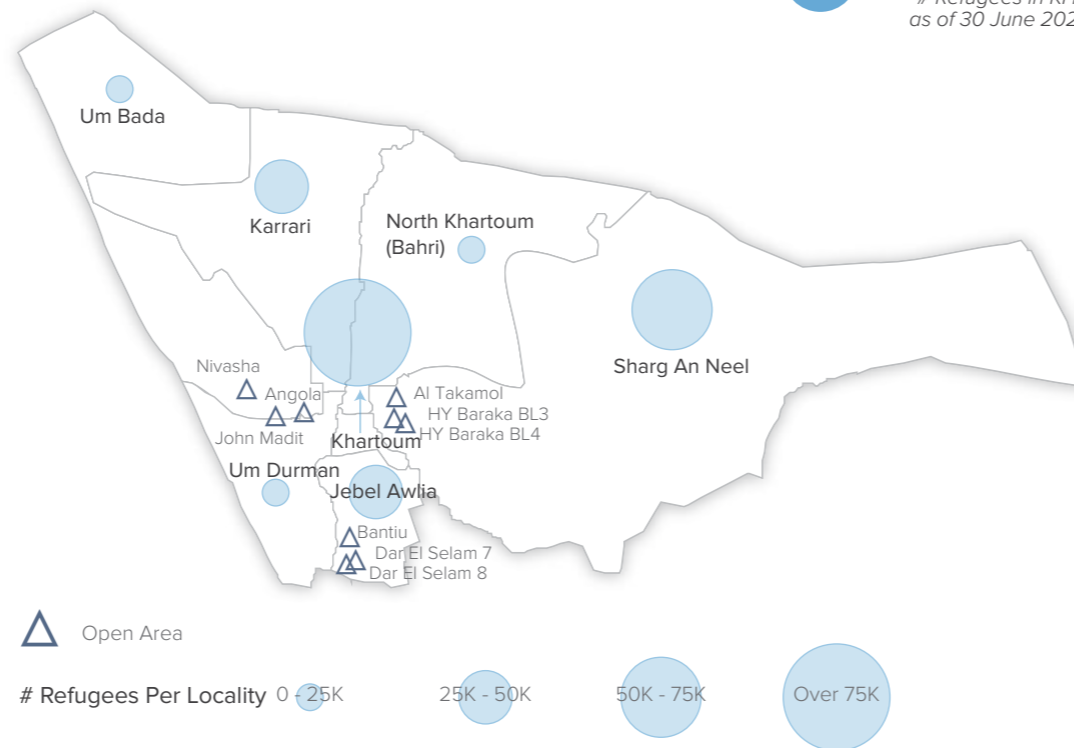 as of 30 June 202
Um Bada
Karrari
North Khartoum
(Bahri)
Sharg An Neel
Nivasha
Angola
John Madit
Al Takamol
HY Baraka BL3
HY Baraka BL4
Khartoum
Um Durman
Jebel Awlia
Bantiu
Dar El Selam 7
Dar El Selam 8
Open Area
# Refugees Per Locality 0 - 25K 25K - 50K 50K - 75K Over 75K